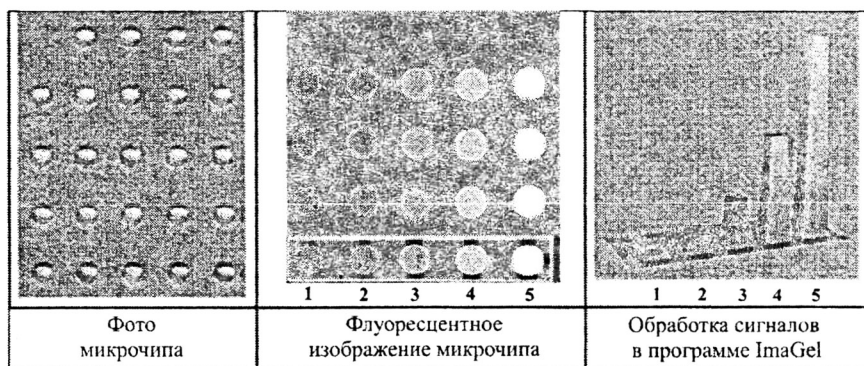 1 2 3 4 5
1 2 3 4 5
Фото
микрочипа
Флуоресцентное
изображение микрочипа
Обработка сигналов
в программе ImaGel